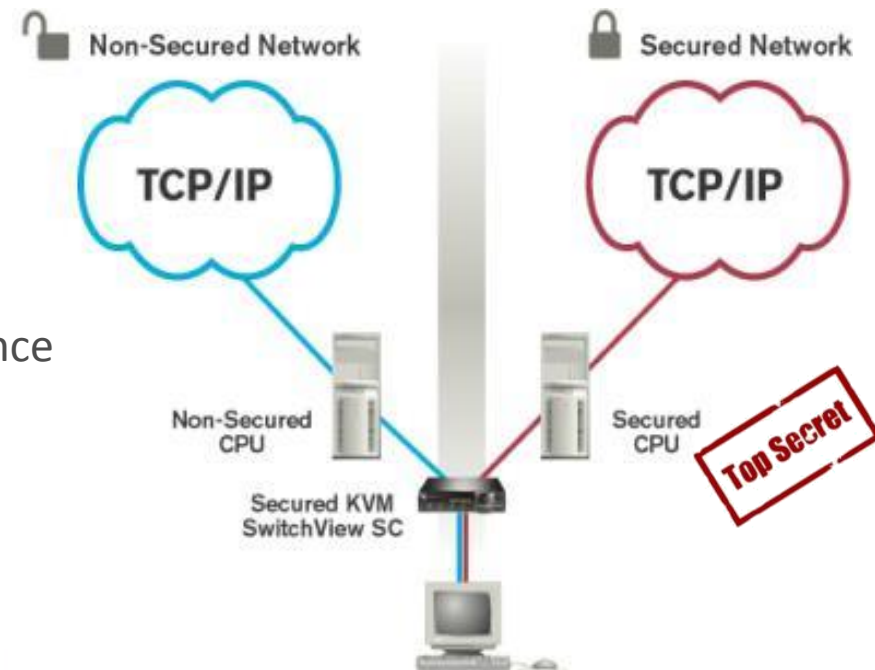 Non-Secured Network
Secured Network
TCP/IP
TCP/IP
nce
Non-Secured
CPU
Secured
CPU
Top Secret
Secured KVM
SwitchView SC